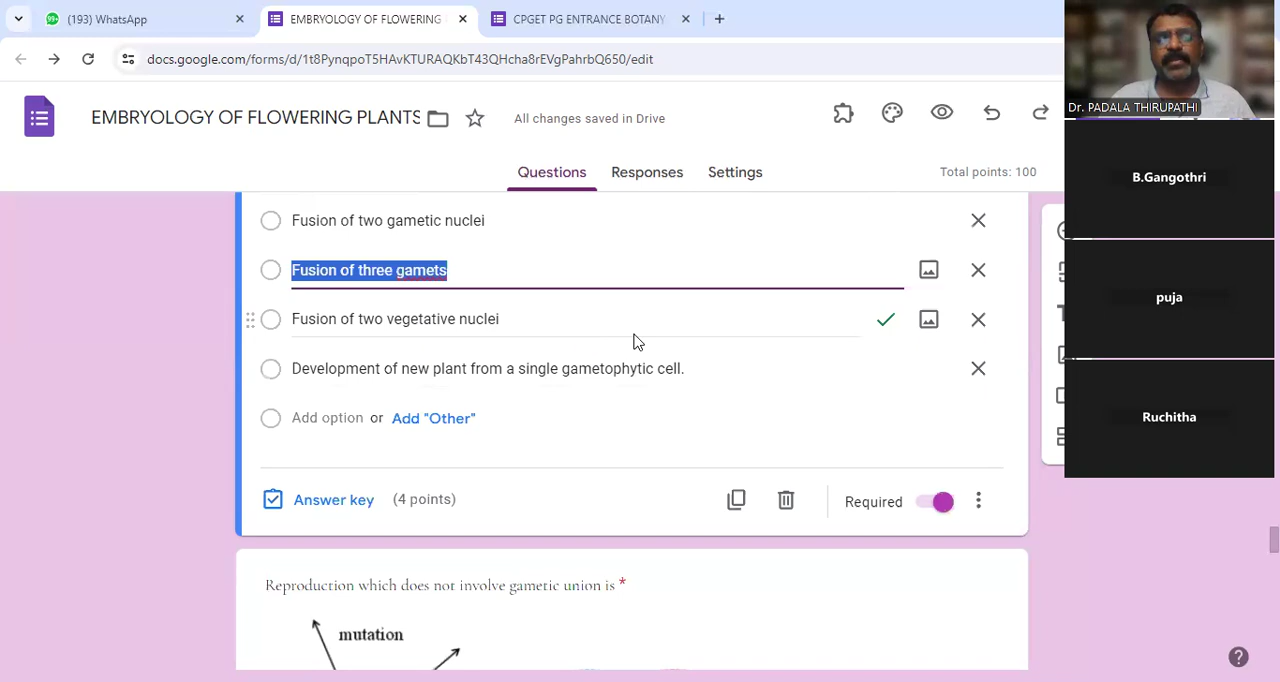 (193) WhatsApp
EMBRYOLOGY OF FLOWERING
CPGET PG ENTRANCE BOTANY
docs.google.com/forms/d/1t8PynqpoT5HAvKTURAQKbT43QHcha8rEVgPahrbQ650/edit
EMBRYOLOGY OF FLOWERING PLANTS
All changes saved in Drive
Questions
Responses
Settings
Total points: 100
Fusion of two gametic nuclei
Fusion of three gamets
Fusion of two vegetative nuclei
Development of new plant from a single gametophytic cell.
Add option or Add "Other"
Answer key (4 points)
Required
Reproduction which does not involve gametic union is *
mutation
Dr. PADALA THIRUPATHI
B.Gangothri
puja
Ruchitha